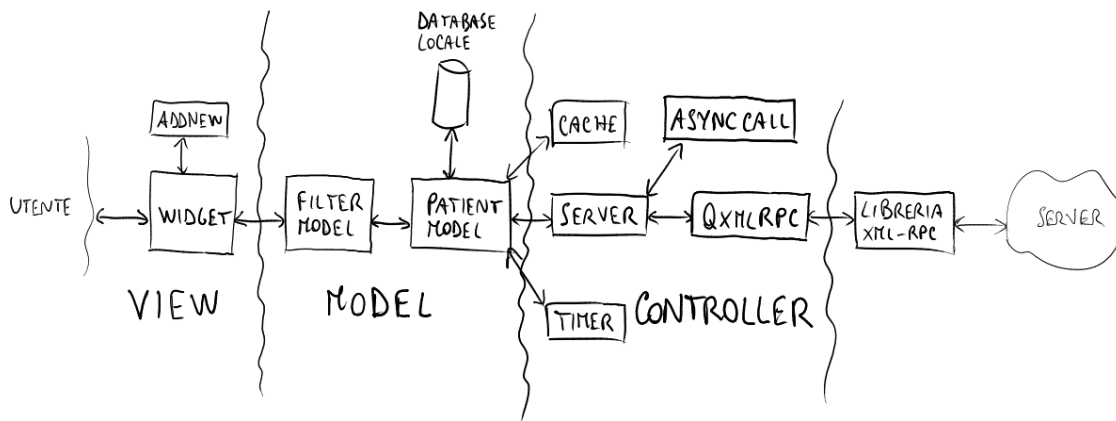 DATABASE
LOCALE
ADDNEW
CACHE
ASYNCCALL
UTENTE
WIDGET
FILTER
MODEL
PATIENT
MODEL
SERVER
QXMLRPC
LIBRERIA
XML-RPC
SERVER
VIEW
MODEL
TIMER
CONTROLLER